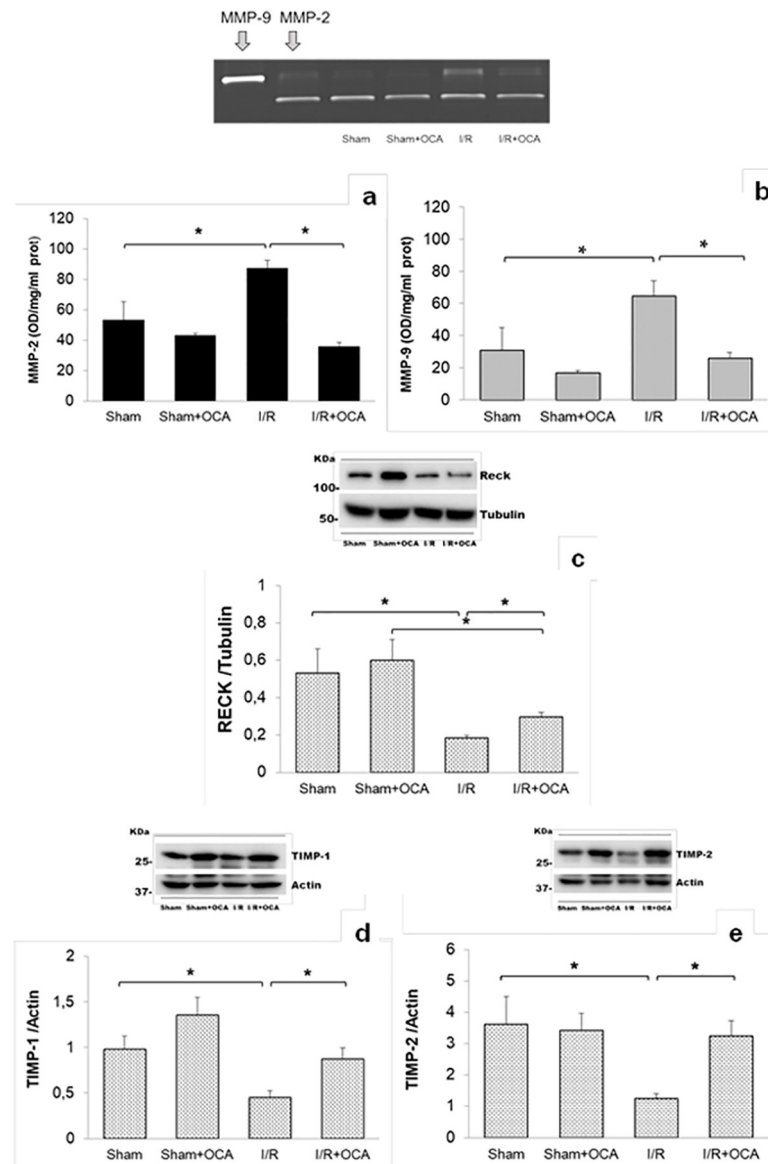 MMP-9 MMP-2
Sham Sham+OCA I/R I/R+OCA
a
MMP-2 (OD/mg/ml prot)
120
100
80
60
40
20
0
* *
Sham Sham+OCA I/R I/R+OCA
b
MMP-9 (OD/mg/ml prot)
120
100
80
60
40
20
0
* *
Sham Sham+OCA I/R I/R+OCA
KDa
Reck
100-
50-
Tubulin
Sham Sham+OCA I/R I/R+OCA
c
RECK /Tubulin
1
0,8
0,6
0,4
0,2
0
* *
*
Sham Sham+OCA I/R I/R+OCA
KDa
TIMP-1
25-
Actin
37-
Sham Sham+OCA I/R I/R+OCA
d
TIMP-1 /Actin
2
1,5
1
0,5
0
* *
Sham Sham+OCA I/R I/R+OCA
KDa
TIMP-2
25-
Actin
37-
Sham Sham+OCA I/R I/R+OCA
e
TIMP-2 /Actin
6
5
4
3
2
1
0
* *
Sham Sham+OCA I/R I/R+OCA